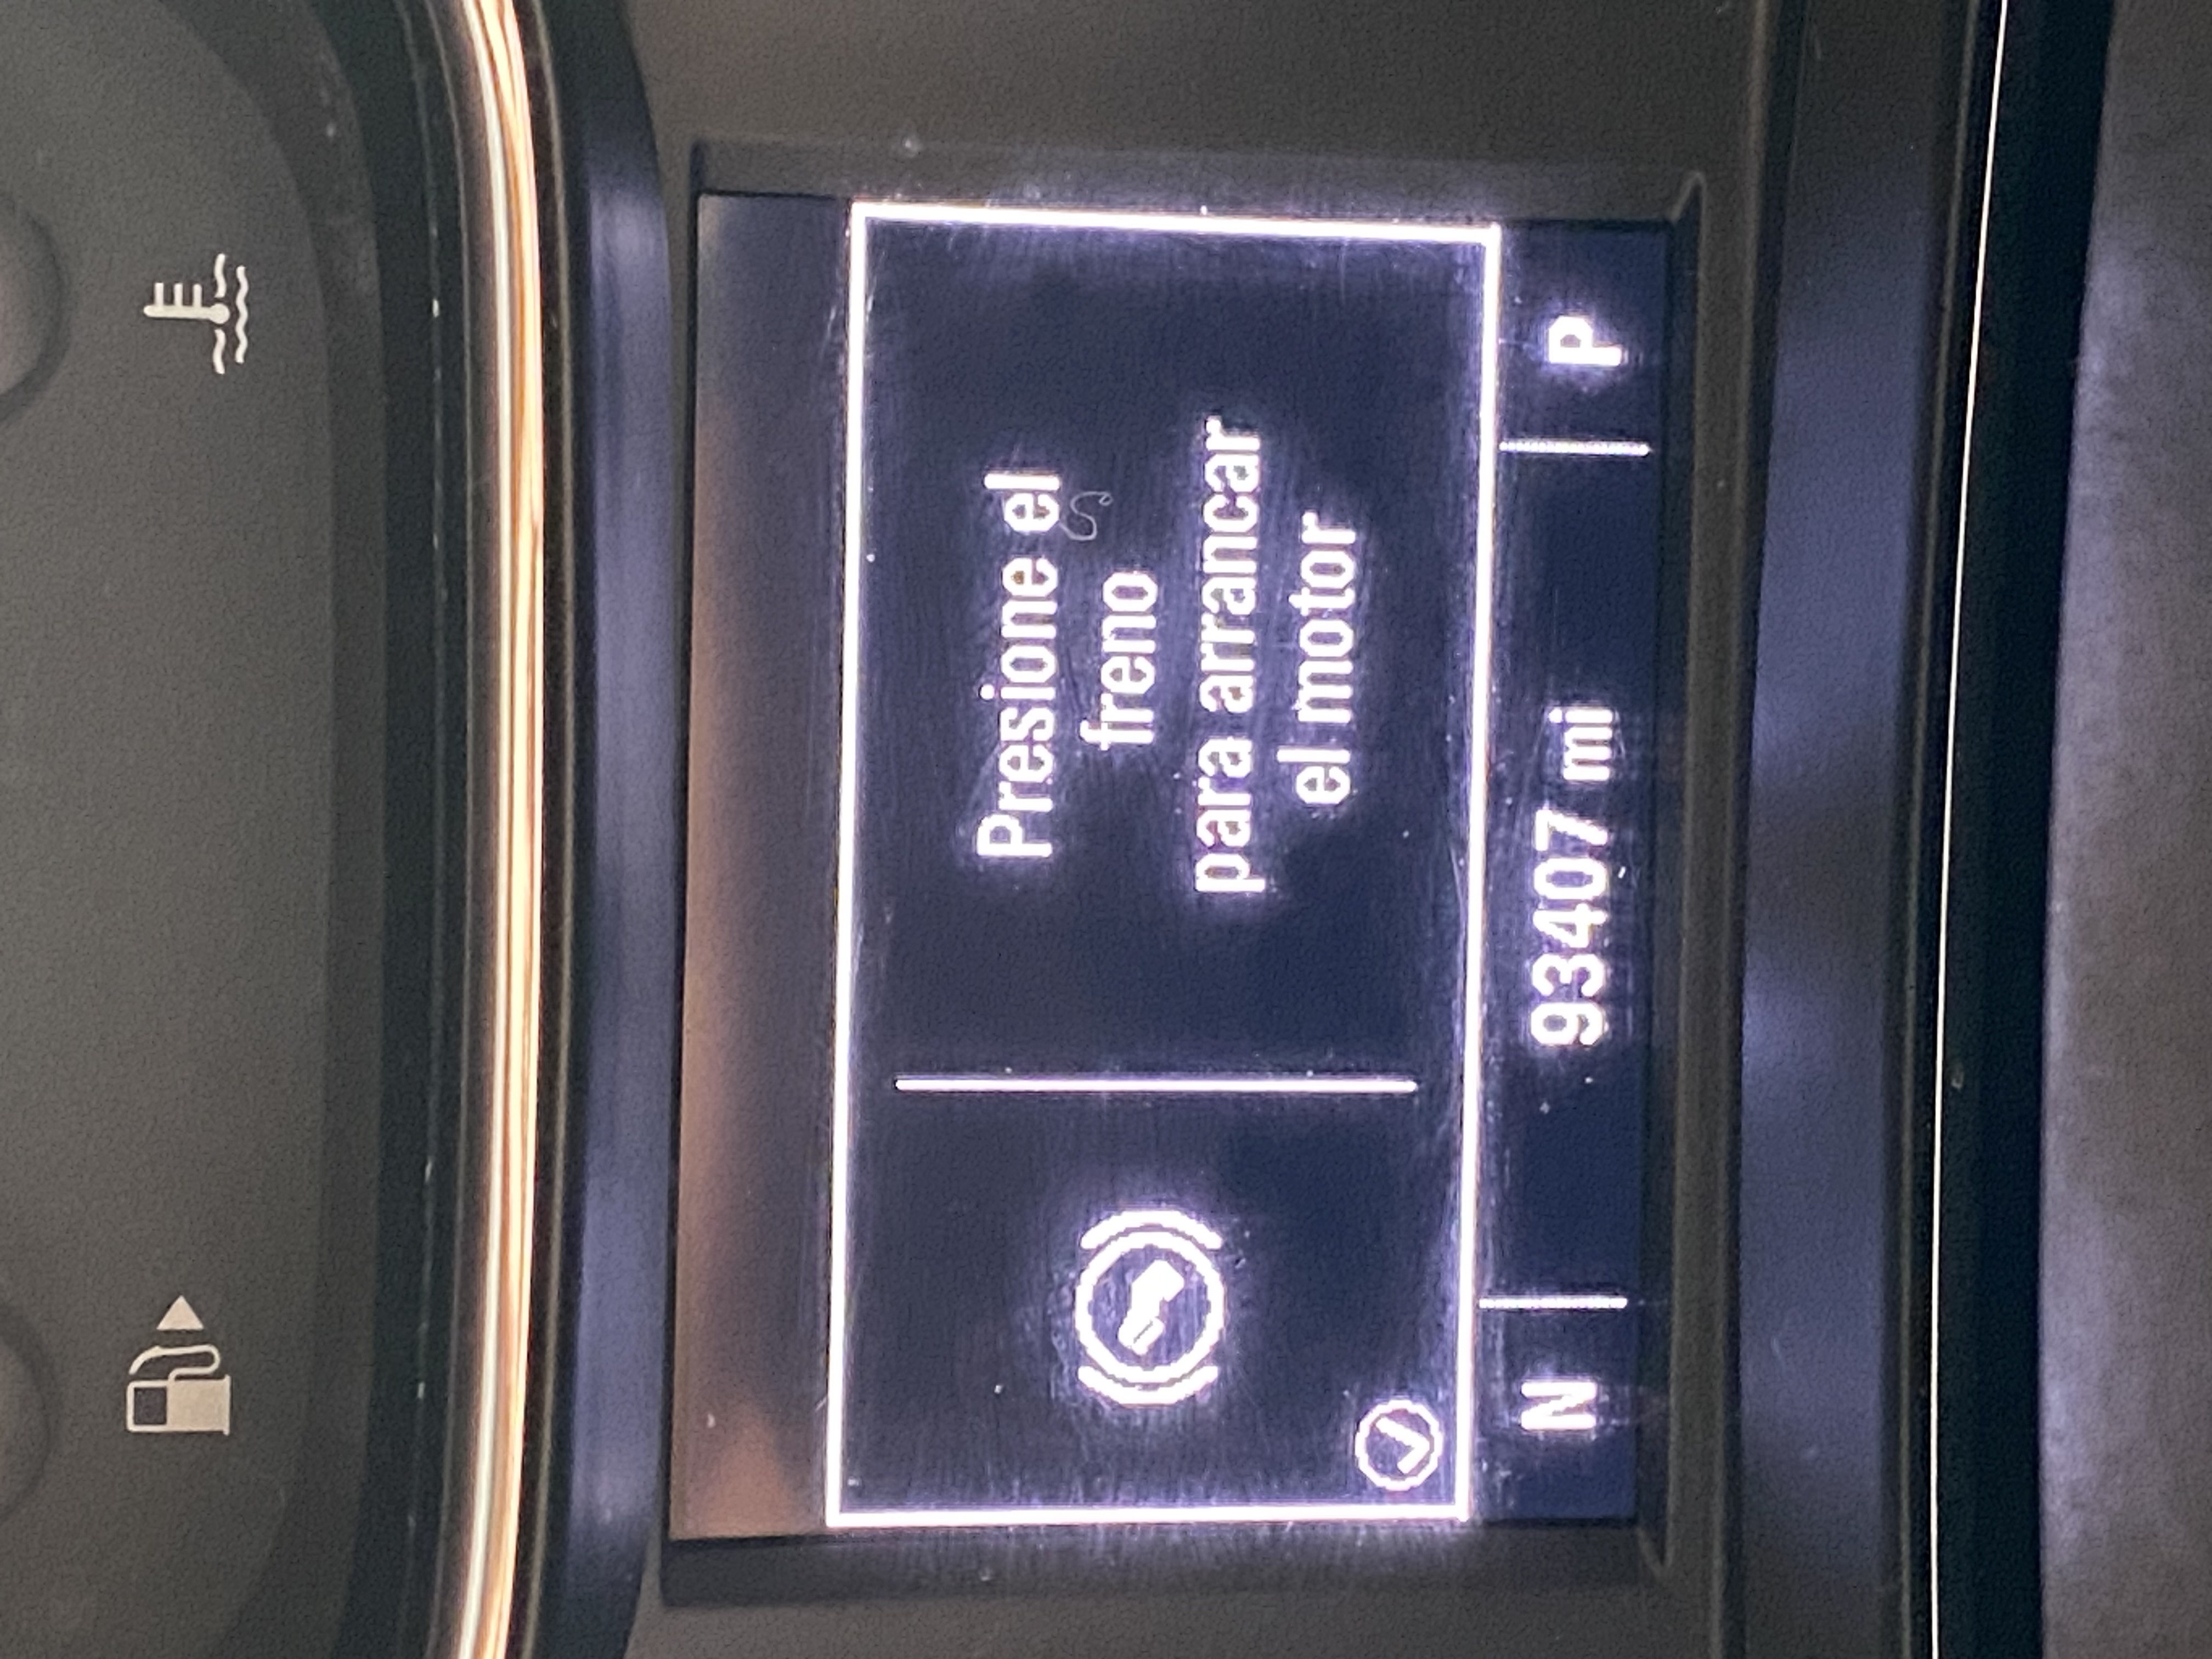 Presione el
freno
para arrancar
el motor
N 93407 mi P